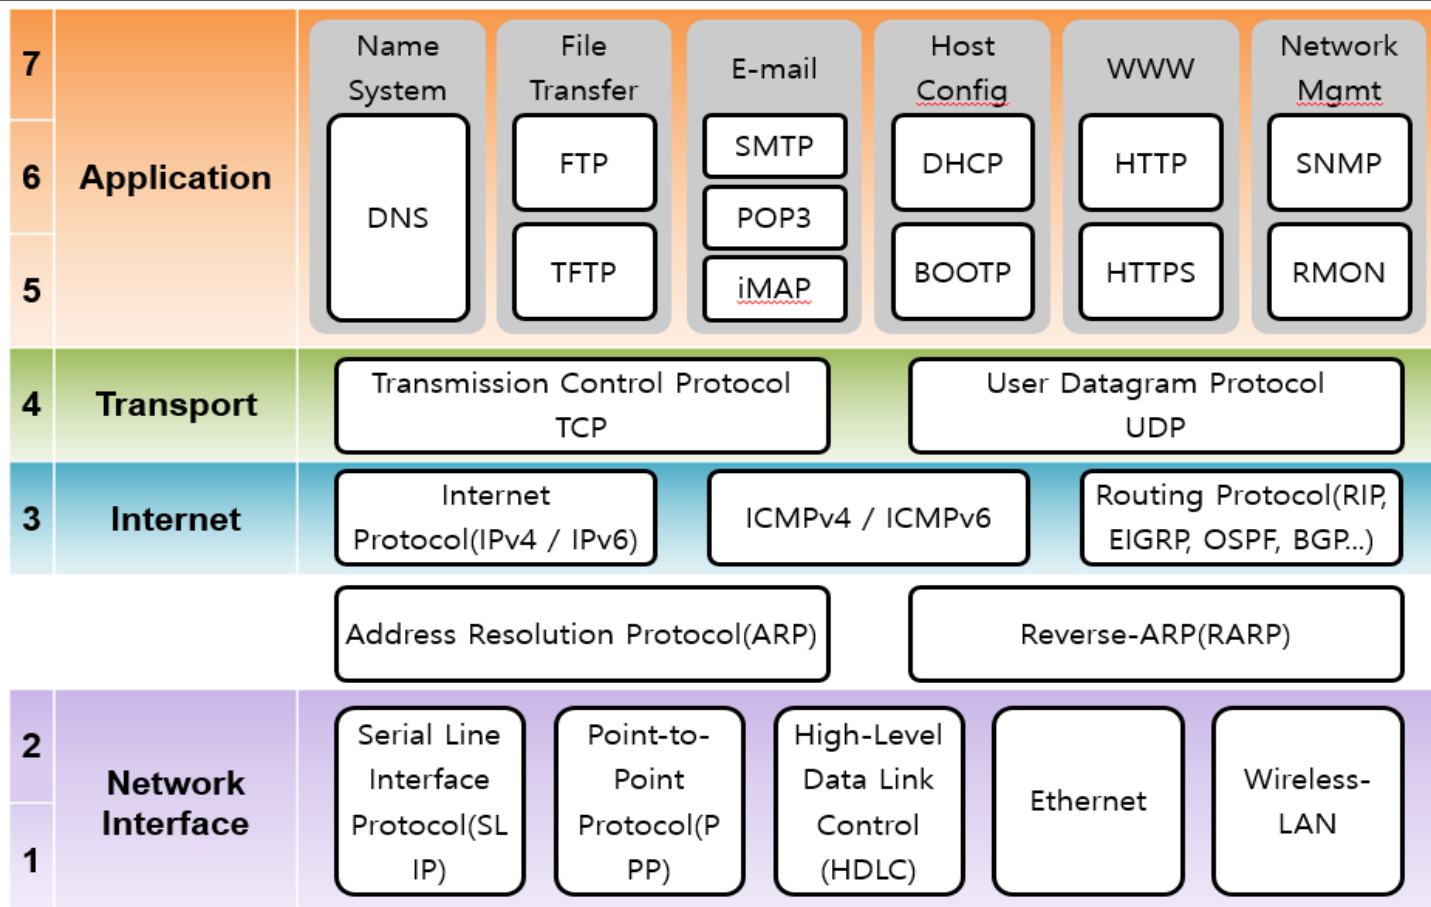 7
6
5
Application
Name
System
DNS
File
Transfer
FTP
TFTP
E-mail
SMTP
POP3
iMAP
Host
Config
DHCP
BOOTP
WWW
HTTP
HTTPS
Network
Mgmt
SNMP
RMON
4
Transport
Transmission Control Protocol
TCP
User Datagram Protocol
UDP
3
Internet
Internet
Protocol(IPv4 / IPv6)
ICMPv4 / ICMPv6
Routing Protocol(RIP,
EIGRP, OSPF, BGP...)
Address Resolution Protocol(ARP)
Reverse-ARP(RARP)
2
1
Network
Interface
Serial Line
Interface
Protocol(SL
IP)
Point-to-
Point
Protocol(P
PP)
High-Level
Data Link
Control
(HDLC)
Ethernet
Wireless-
LAN